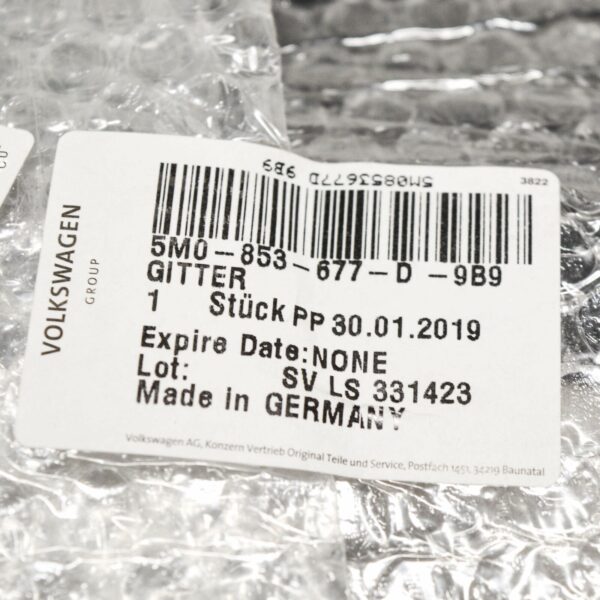 5M0853677D 9B9
3822
5M0-853-677-D -9B9
GITTER
1 Stück PP 30.01.2019
Expire Date:NONE
Lot: SV LS 331423
Made in GERMANY
VOLKSWAGEN
GROUP
Volkswagen AG, Konzern Vertrieb Original Teile und Service, Postfach 1451, 34219 Baunatal